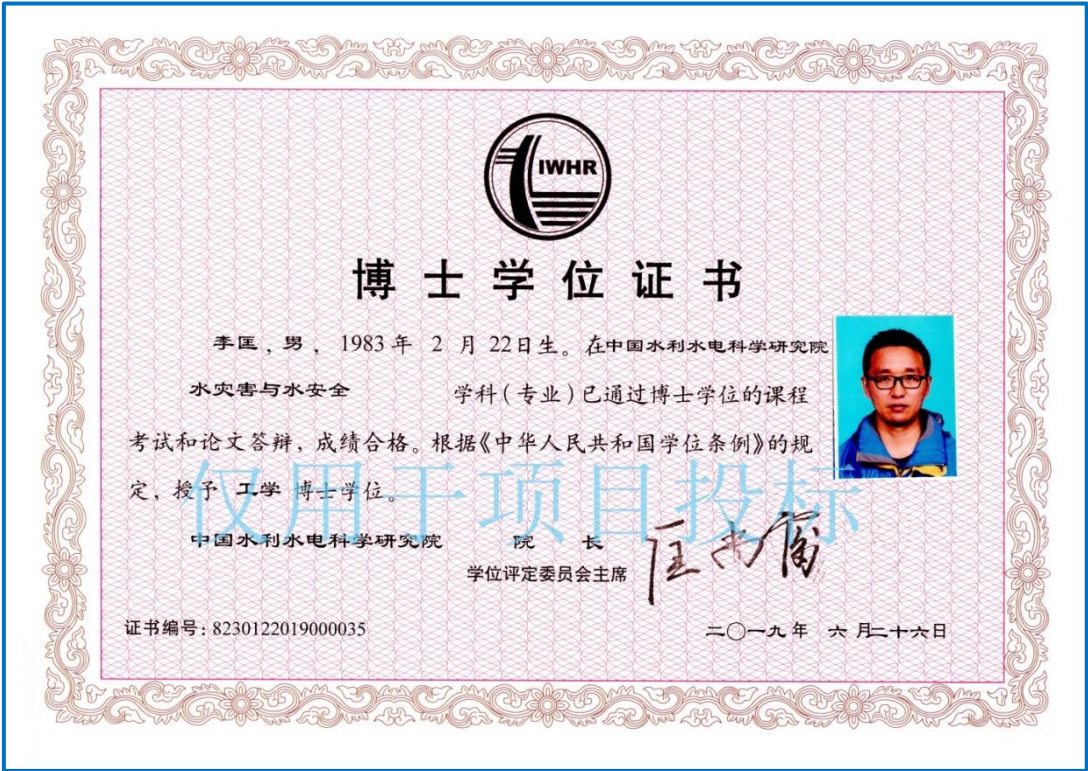 IWHR
博士学位证书
李匡,男,1983年 2 月 22日生。在中国水利水电科学研究院
水灾害与水安全 学科(专业)已通过博士学位的课程
考试和论文答辩,成绩合格。根据《中华人民共和国学位条例》的规
定,授予 工学 博士学位。
仅用于项目投标
中国水利水电科学研究院 院 长
学位评定委员会主席
证书编号:8230122019000035 二〇一九年 六 月二十六日